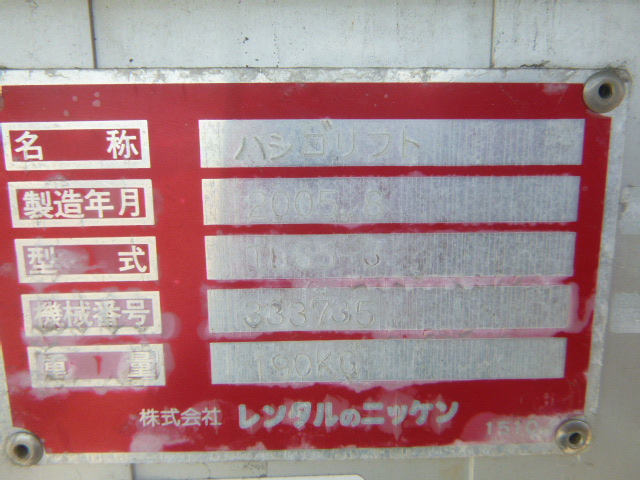 名称 ハシゴリフト
製造年月 2005.8
型式
機械番号 333735
重量 190KG
株式会社 レンタルのニッケン